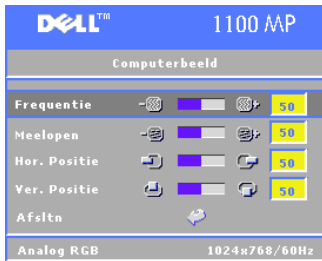 DELL™ 1100 MP
Computerbeeld
Frequentie - + 50
Meelopen - + 50
Hor. Positie 50
Ver. Positie 50
Afsltn
Analog RGB 1024x768/60Hz